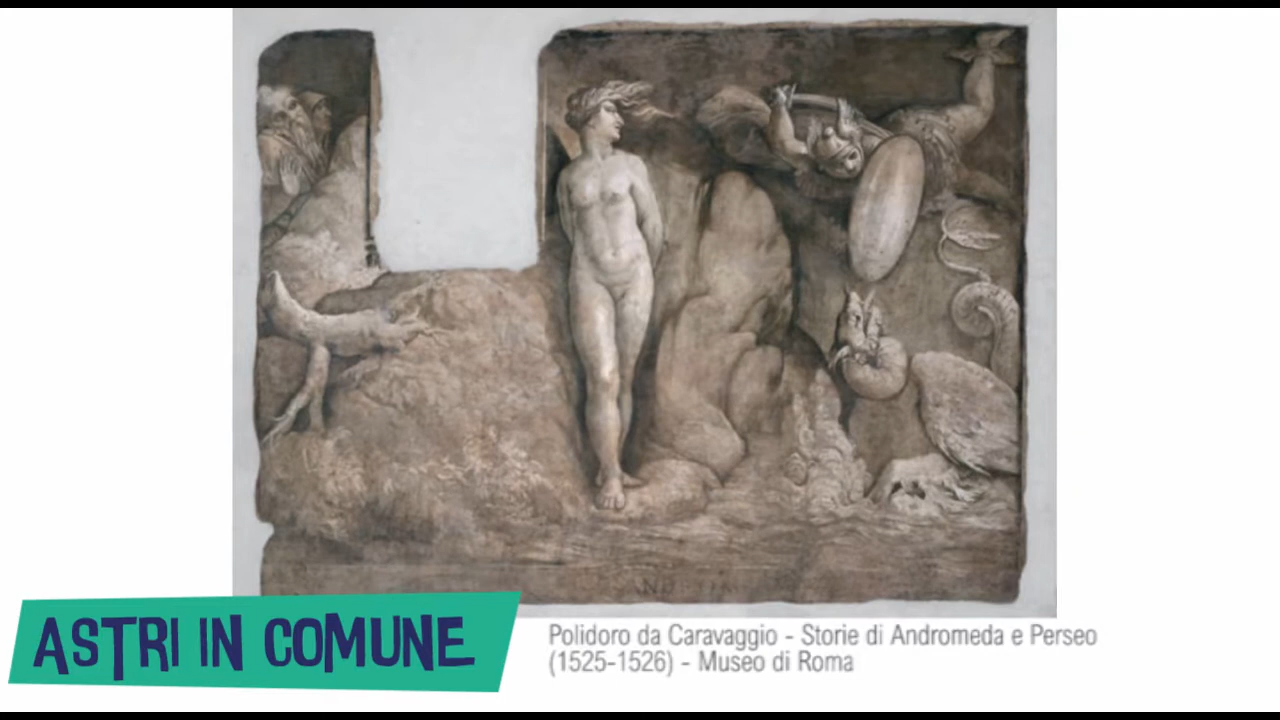 ASTRI IN COMUNE
Polidoro da Caravaggio - Storie di Andromeda e Perseo
(1525-1526) - Museo di Roma